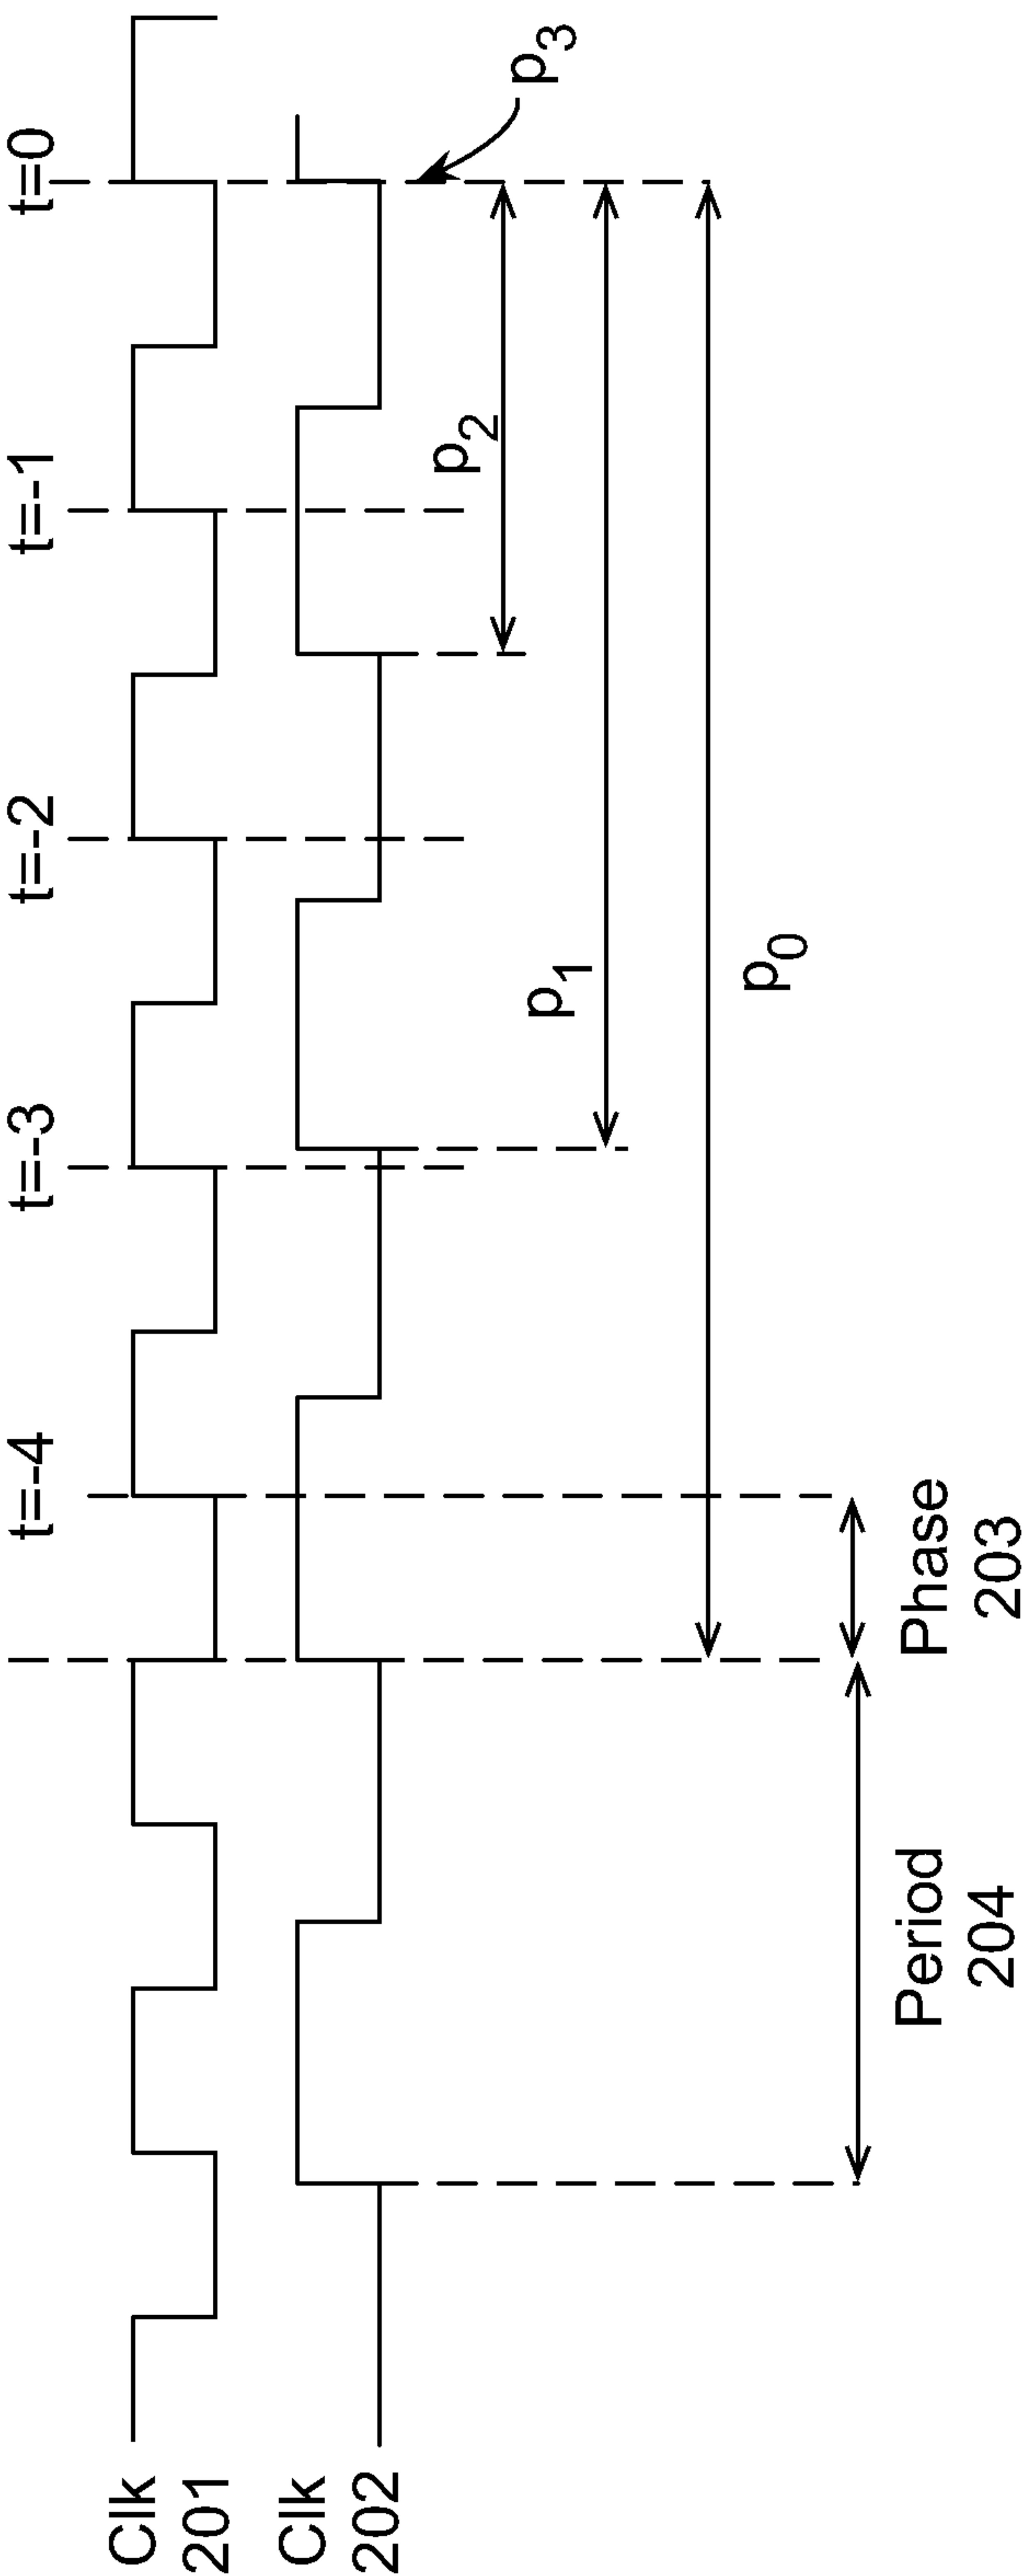 t=-4
t=-3
t=-2
t=-1
t=0
Clk
201
Clk
202
p3
p2
p1
p0
Phase
203
Period
204